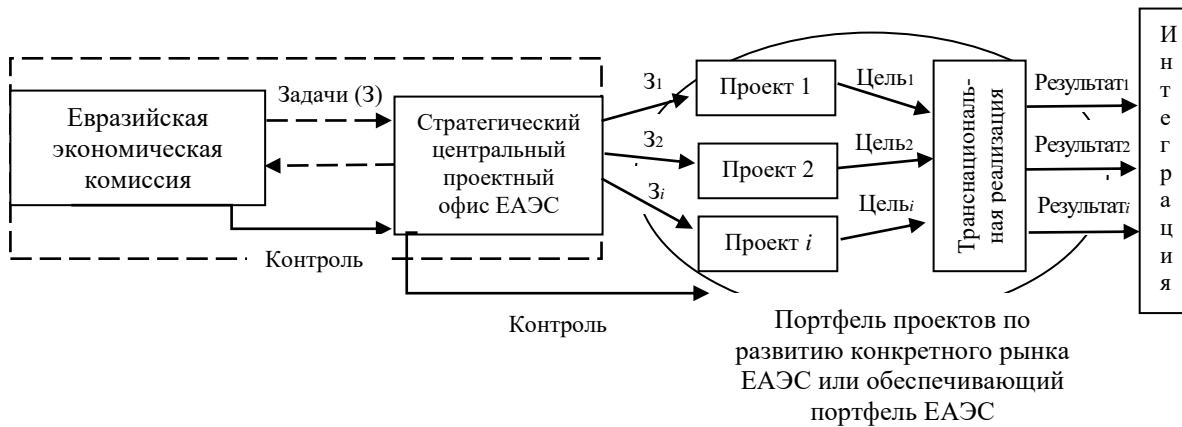 Евразийская
экономическая
комиссия
Задачи (З)
Контроль
Стратегический
центральный
проектный
офис ЕАЭС
Контроль
З1
З2
Зi
Проект 1
Проект 2
Проект i
Цель1
Цель2
Цельi
Транснациональ-
ная реализация
Результат1
Результат2
Результатi
Интеграция
Портфель проектов по
развитию конкретного рынка
ЕАЭС или обеспечивающий
портфель ЕАЭС